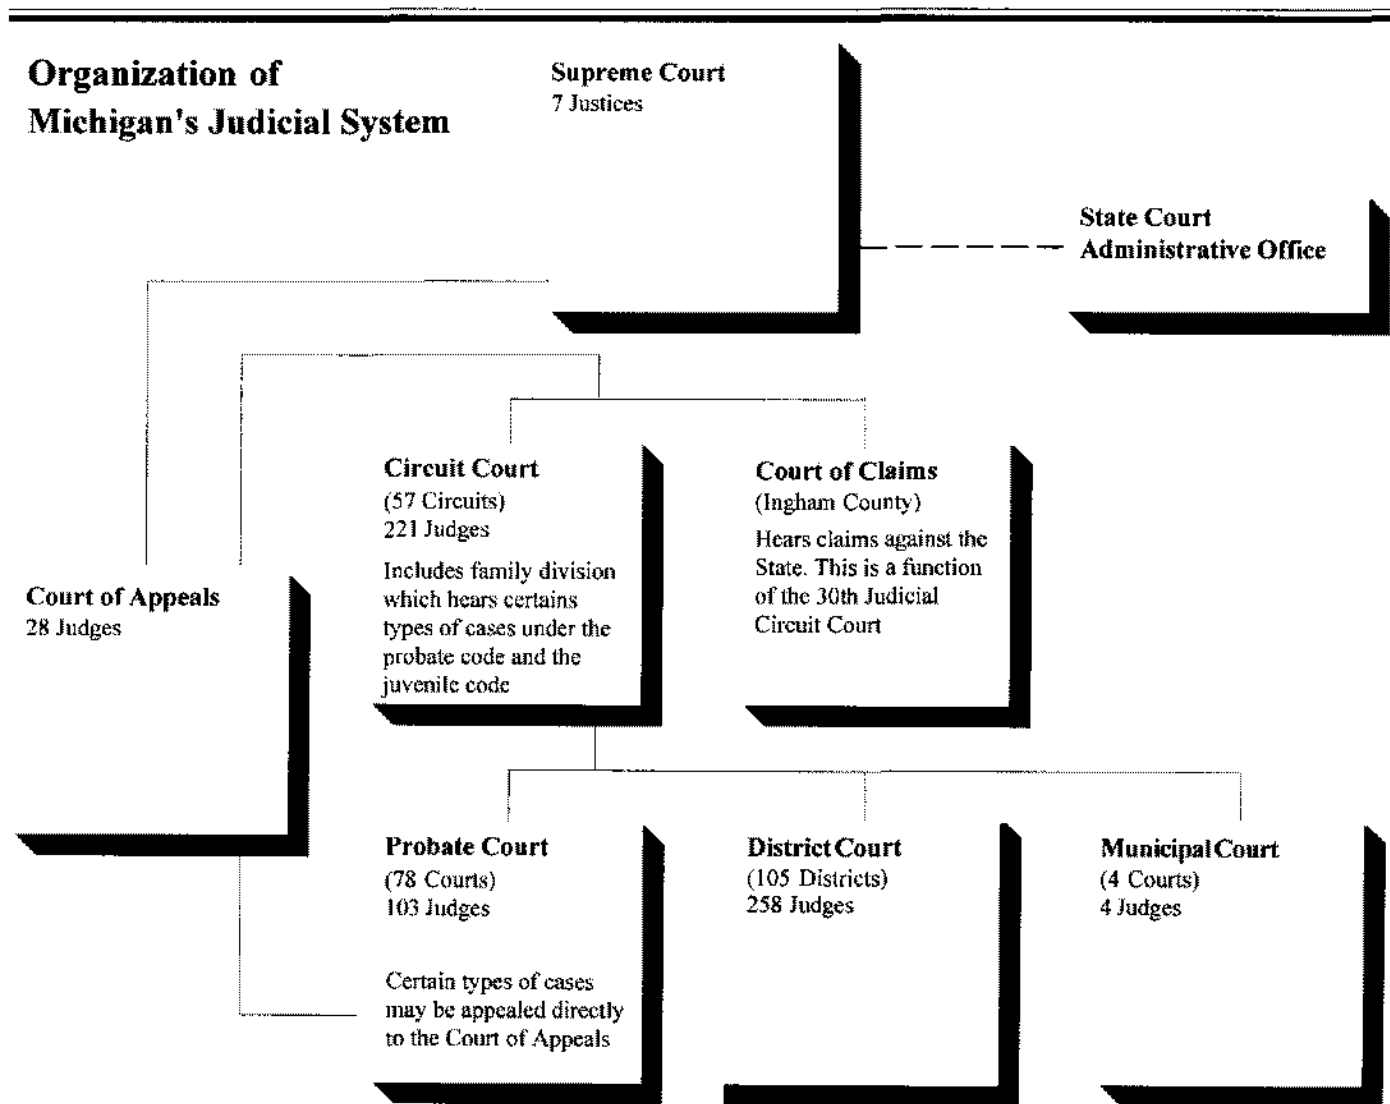 Organization of
Michigan's Judicial System
Supreme Court
7 Justices
State Court
Administrative Office
Circuit Court
(57 Circuits)
221 Judges
Includes family division
which hears certains
types of cases under the
probate code and the
juvenile code
Court of Claims
(Ingham County)
Hears claims against the
State. This is a function
of the 30th Judicial
Circuit Court
Court of Appeals
28 Judges
Probate Court
(78 Courts)
103 Judges
Certain types of cases
may be appealed directly
to the Court of Appeals
District Court
(105 Districts)
258 Judges
Municipal Court
(4 Courts)
4 Judges